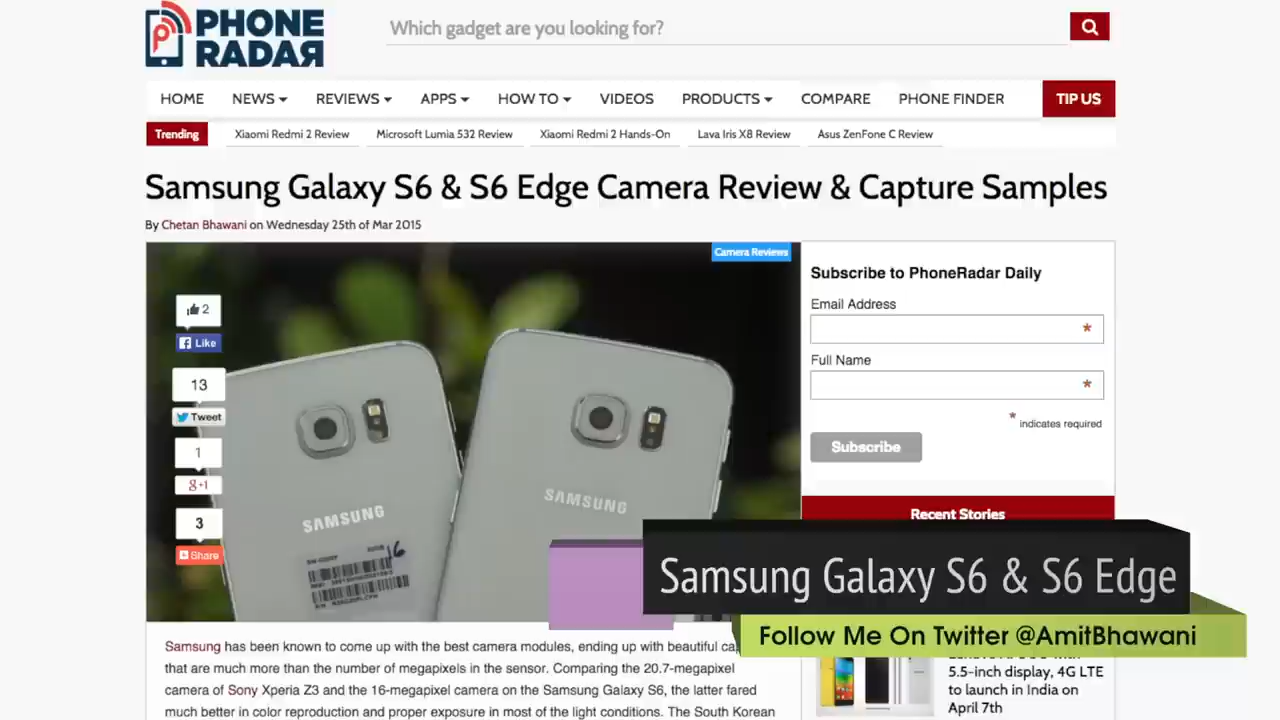 PHONE
RADAR
Which gadget are you looking for?
HOME NEWS REVIEWS APPS HOW TO VIDEOS PRODUCTS COMPARE PHONE FINDER TIP US
Trending Xiaomi Redmi 2 Review Microsoft Lumia 532 Review Xiaomi Redmi 2 Hands-On Lava Iris X8 Review Asus ZenFone C Review
Samsung Galaxy S6 & S6 Edge Camera Review & Capture Samples
By Chetan Bhawani on Wednesday 25th of Mar 2015
Camera Reviews
2
Like
13
Tweet
1
g+1
3
Share
SAMSUNG
SAMSUNG
16
Subscribe to PhoneRadar Daily
Email Address
*
Full Name
*
* indicates required
Subscribe
Recent Stories
Samsung Galaxy S6 & S6 Edge
Follow Me On Twitter @AmitBhawani
5.5-inch display, 4G LTE
to launch in India on
April 7th
Samsung has been known to come up with the best camera modules, ending up with beautiful
that are much more than the number of megapixels in the sensor. Comparing the 20.7-megapixel
camera of Sony Xperia Z3 and the 16-megapixel camera on the Samsung Galaxy S6, the latter fared
much better in color reproduction and proper exposure in most of the light conditions. The South Korean